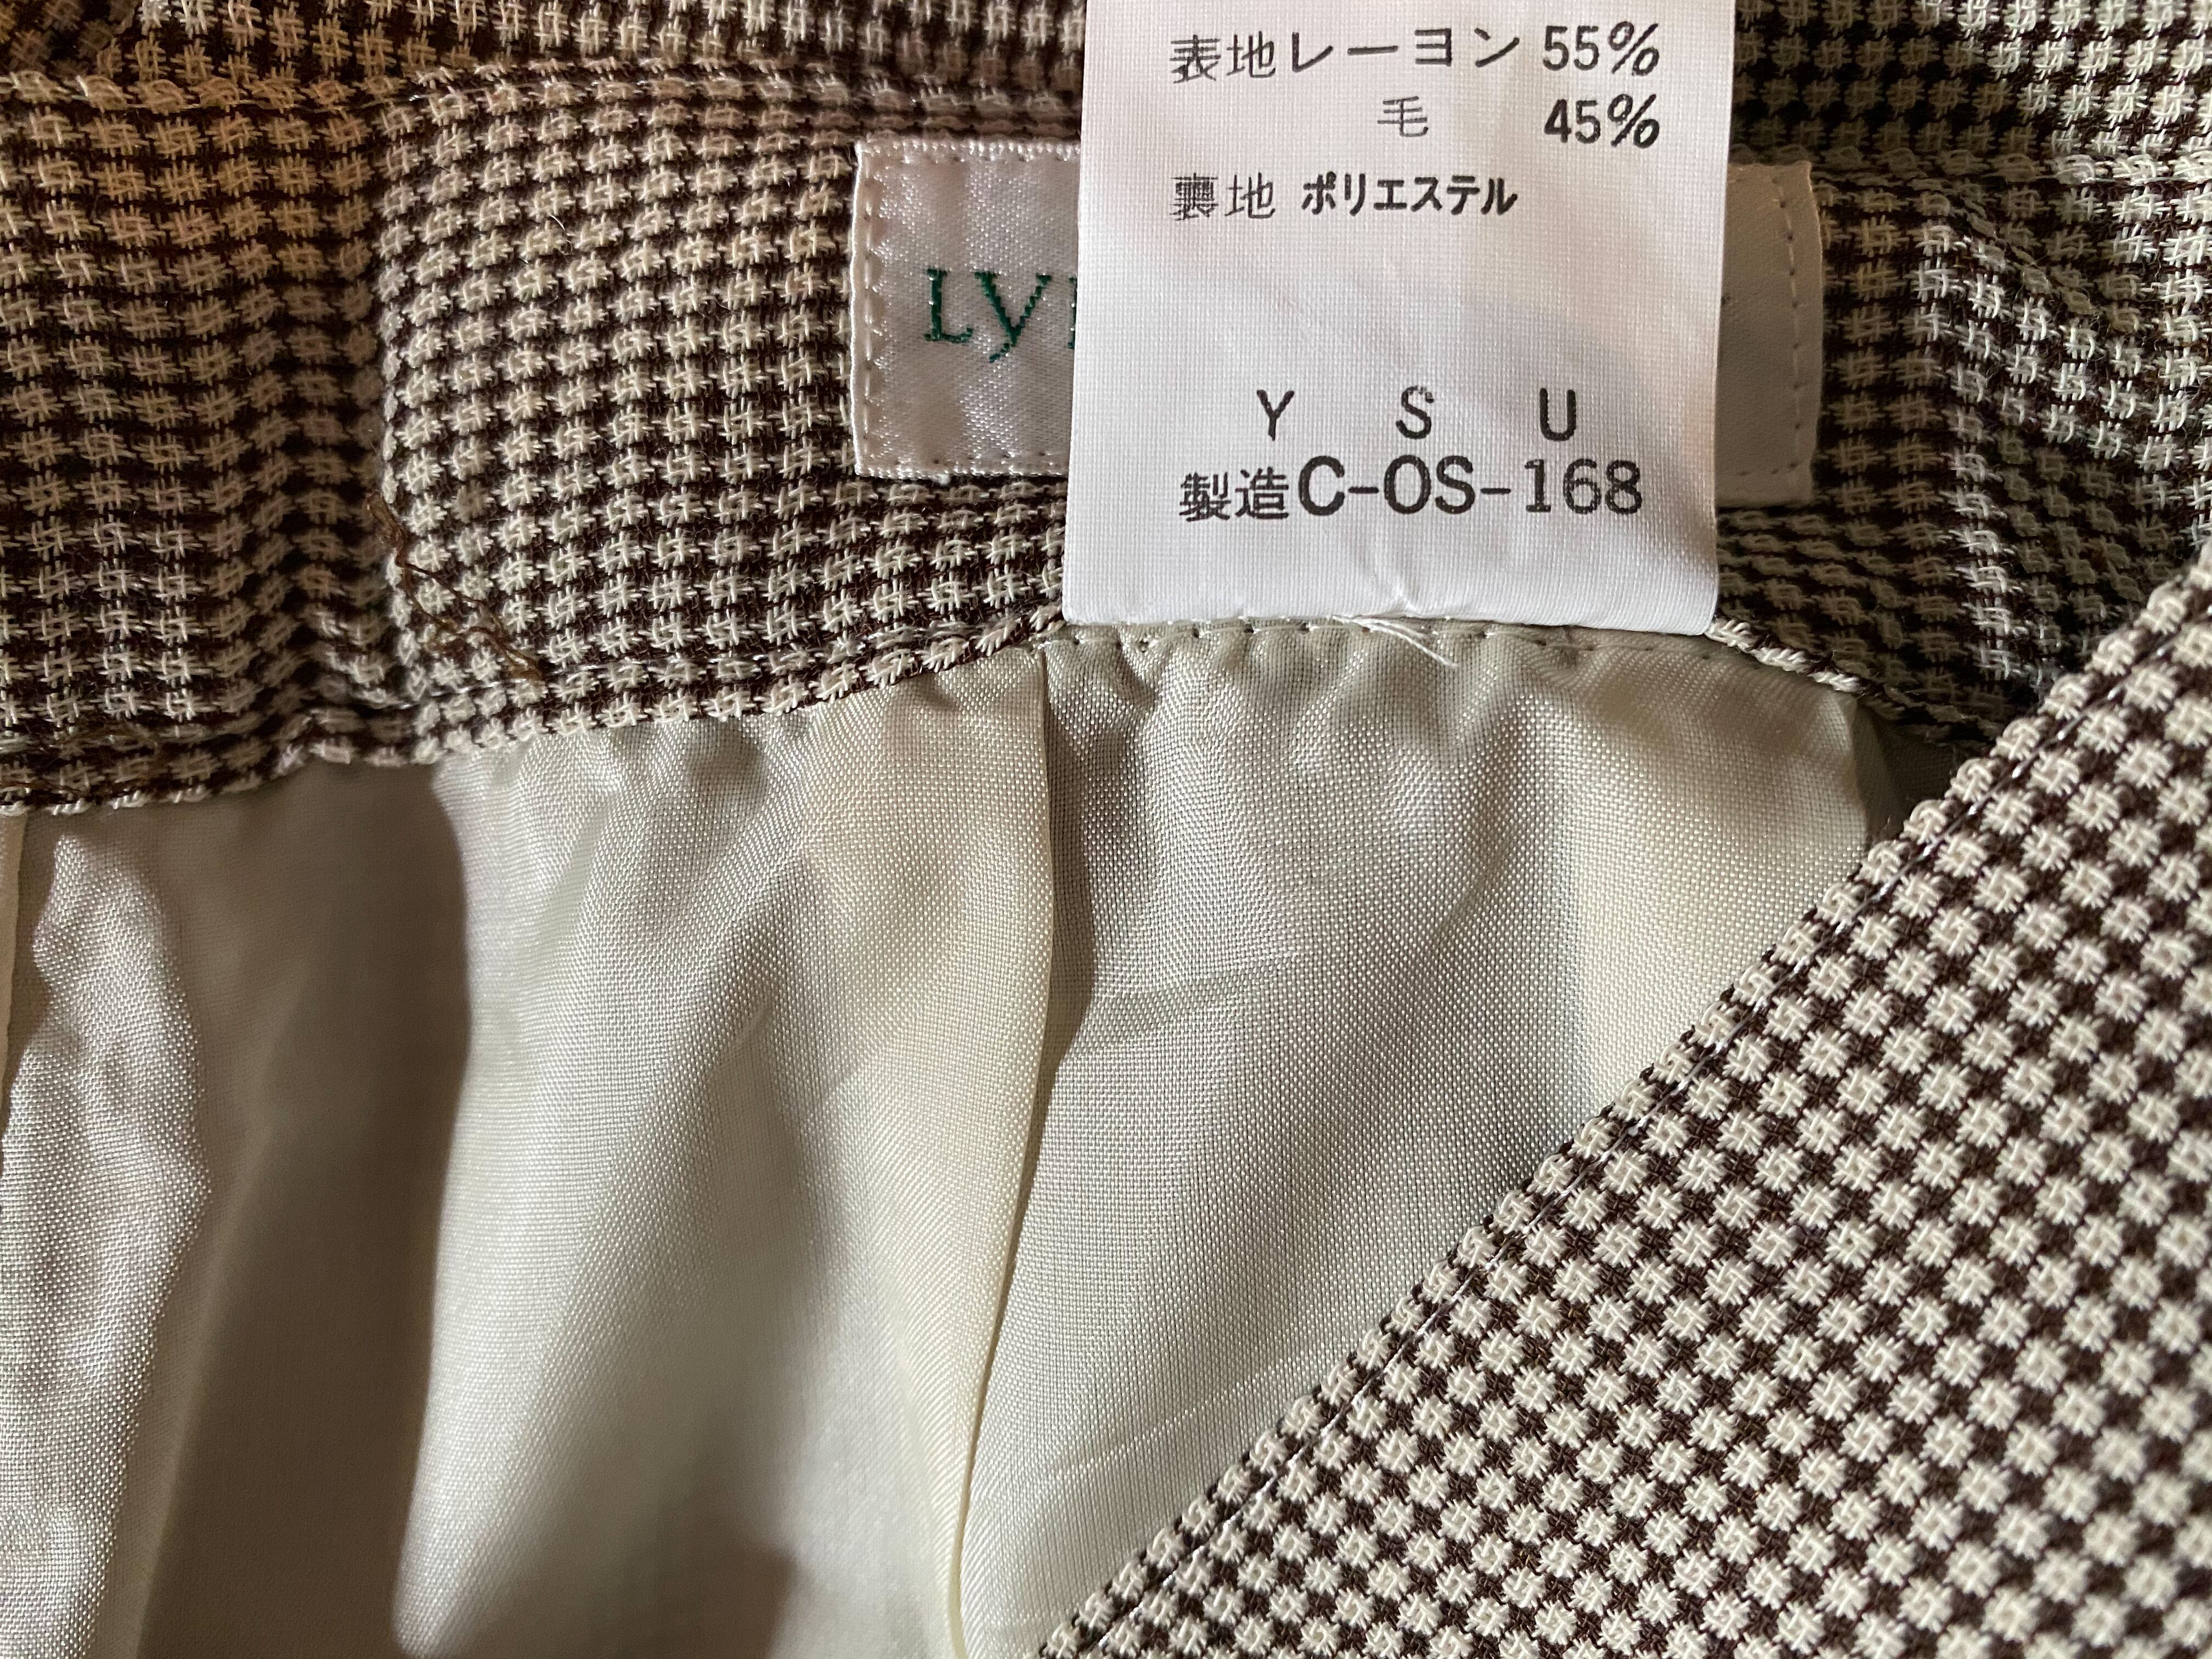 表地レーヨン 55%
毛 45%
裏地 ポリエステル
LY
Y S U
製造C-OS-168